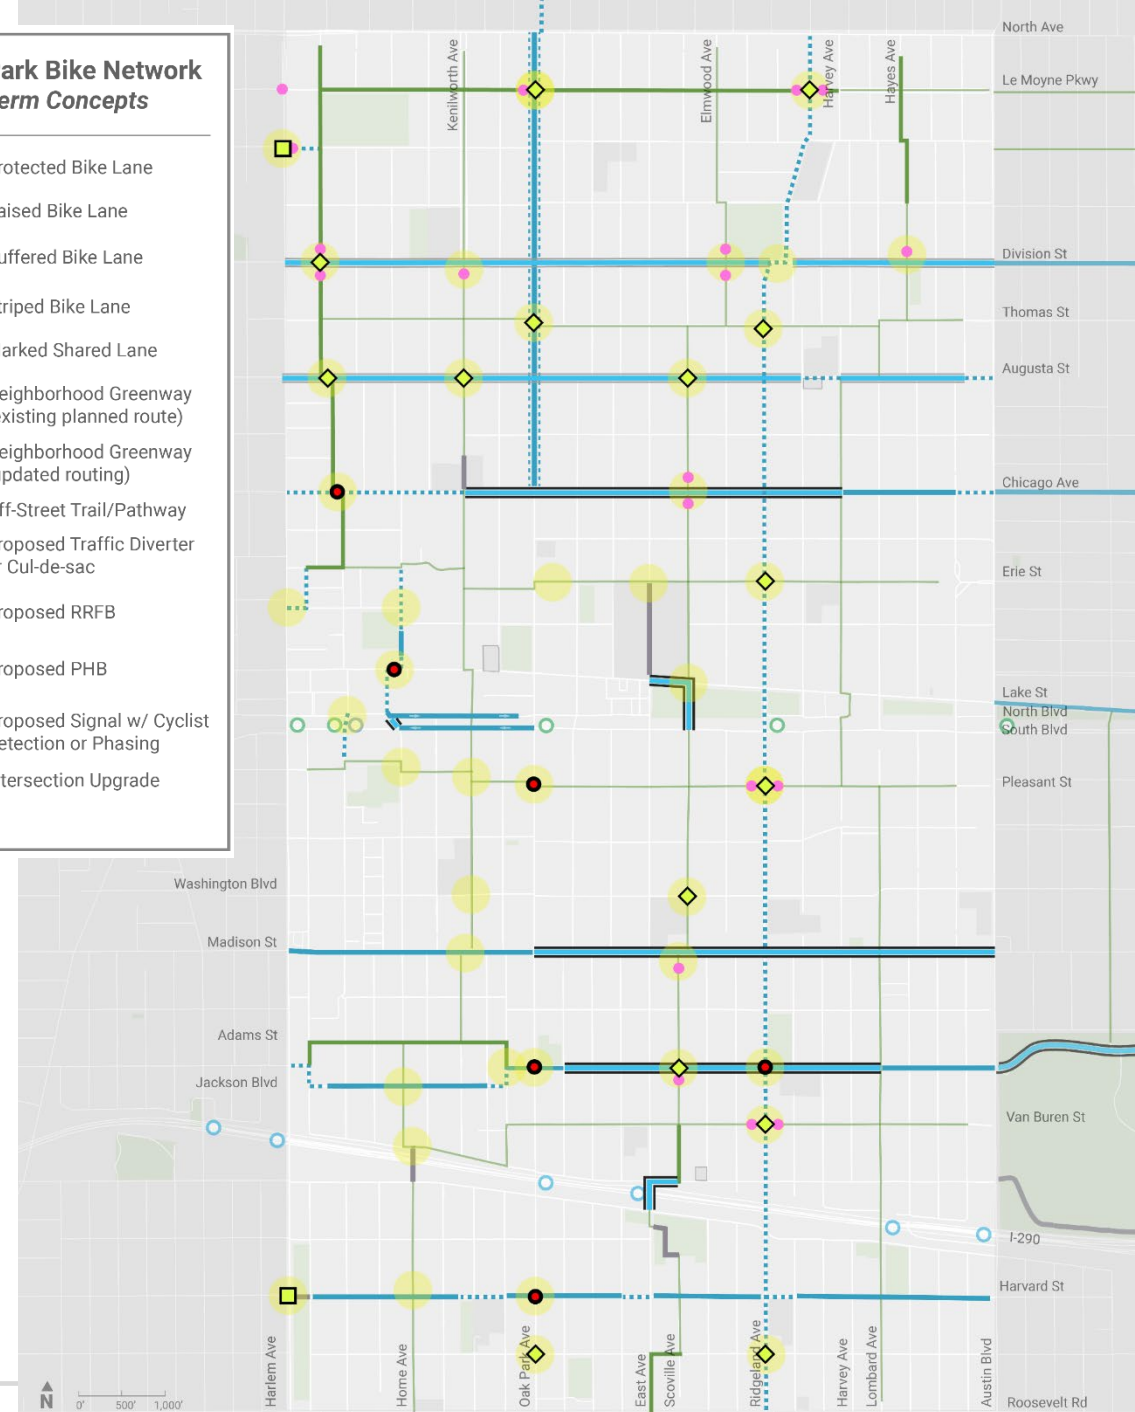 ark Bike Network
erm Concepts
rotected Bike Lane
aised Bike Lane
uffered Bike Lane
triped Bike Lane
arked Shared Lane
eighborhood Greenway
existing planned route)
eighborhood Greenway
updated routing)
ff-Street Trail/Pathway
roposed Traffic Diverter
r Cul-de-sac
roposed RRFB
roposed PHB
roposed Signal w/ Cyclist
etection or Phasing
ntersection Upgrade
Kenilworth Ave
Elmwood Ave
Harvey Ave
Hayes Ave
North Ave
Le Moyne Pkwy
Division St
Thomas St
Augusta St
Chicago Ave
Erie St
Lake St
North Blvd
South Blvd
Pleasant St
Washington Blvd
Madison St
Adams St
Jackson Blvd
Van Buren St
I-290
Harvard St
Roosevelt Rd
Harlem Ave
Home Ave
Oak Park Ave
East Ave
Scoville Ave
Ridgeland Ave
Harvey Ave
Lombard Ave
Austin Blvd
N
0' 500' 1,000'